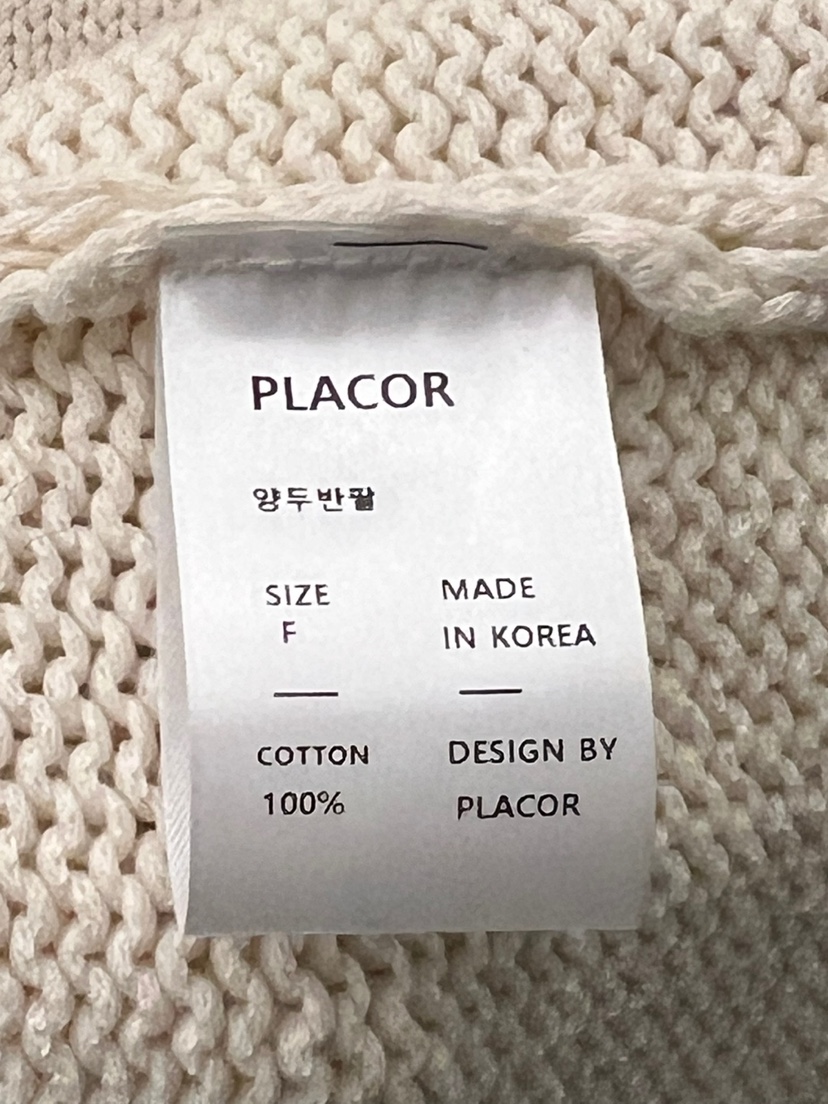 PLACOR
양두반팔
SIZE
F
MADE
IN KOREA
COTTON
100%
DESIGN BY
PLACOR